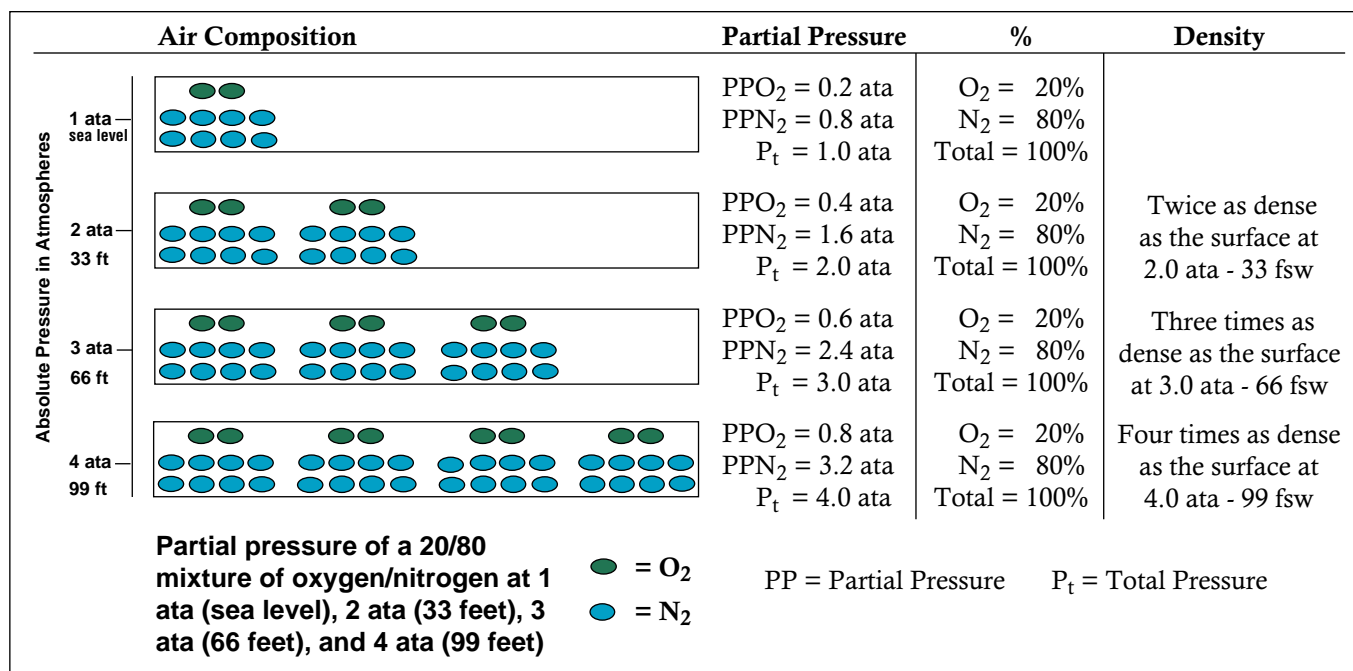 Air Composition
Partial Pressure
%
Density
Absolute Pressure in Atmospheres
1 ata
sea level
PPO₂ = 0.2 ata
PPN₂ = 0.8 ata
Pₜ = 1.0 ata
O₂ = 20%
N₂ = 80%
Total = 100%
2 ata
33 ft
PPO₂ = 0.4 ata
PPN₂ = 1.6 ata
Pₜ = 2.0 ata
O₂ = 20%
N₂ = 80%
Total = 100%
Twice as dense
as the surface at
2.0 ata - 33 fsw
3 ata
66 ft
PPO₂ = 0.6 ata
PPN₂ = 2.4 ata
Pₜ = 3.0 ata
O₂ = 20%
N₂ = 80%
Total = 100%
Three times as
dense as the surface
at 3.0 ata - 66 fsw
4 ata
99 ft
PPO₂ = 0.8 ata
PPN₂ = 3.2 ata
Pₜ = 4.0 ata
O₂ = 20%
N₂ = 80%
Total = 100%
Four times as dense
as the surface at
4.0 ata - 99 fsw
Partial pressure of a 20/80
mixture of oxygen/nitrogen at 1
ata (sea level), 2 ata (33 feet), 3
ata (66 feet), and 4 ata (99 feet)
= O₂
= N₂
PP = Partial Pressure
Pₜ = Total Pressure